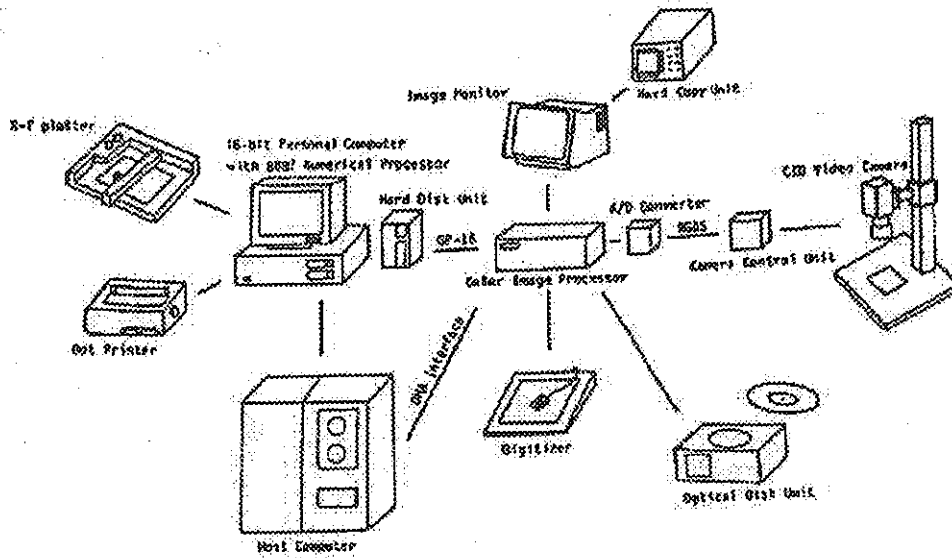 Image Monitor
Hard Copy Unit
X-Y plotter
16-bit Personal Computer
with 8087 Numerical Processor
Hard Disk Unit
CCD Video Camera
A/D Converter
GP-IB
RGBS
Color Image Processor
Camera Control Unit
Dot Printer
DMA interface
Digitizer
Optical Disk Unit
Host Computer